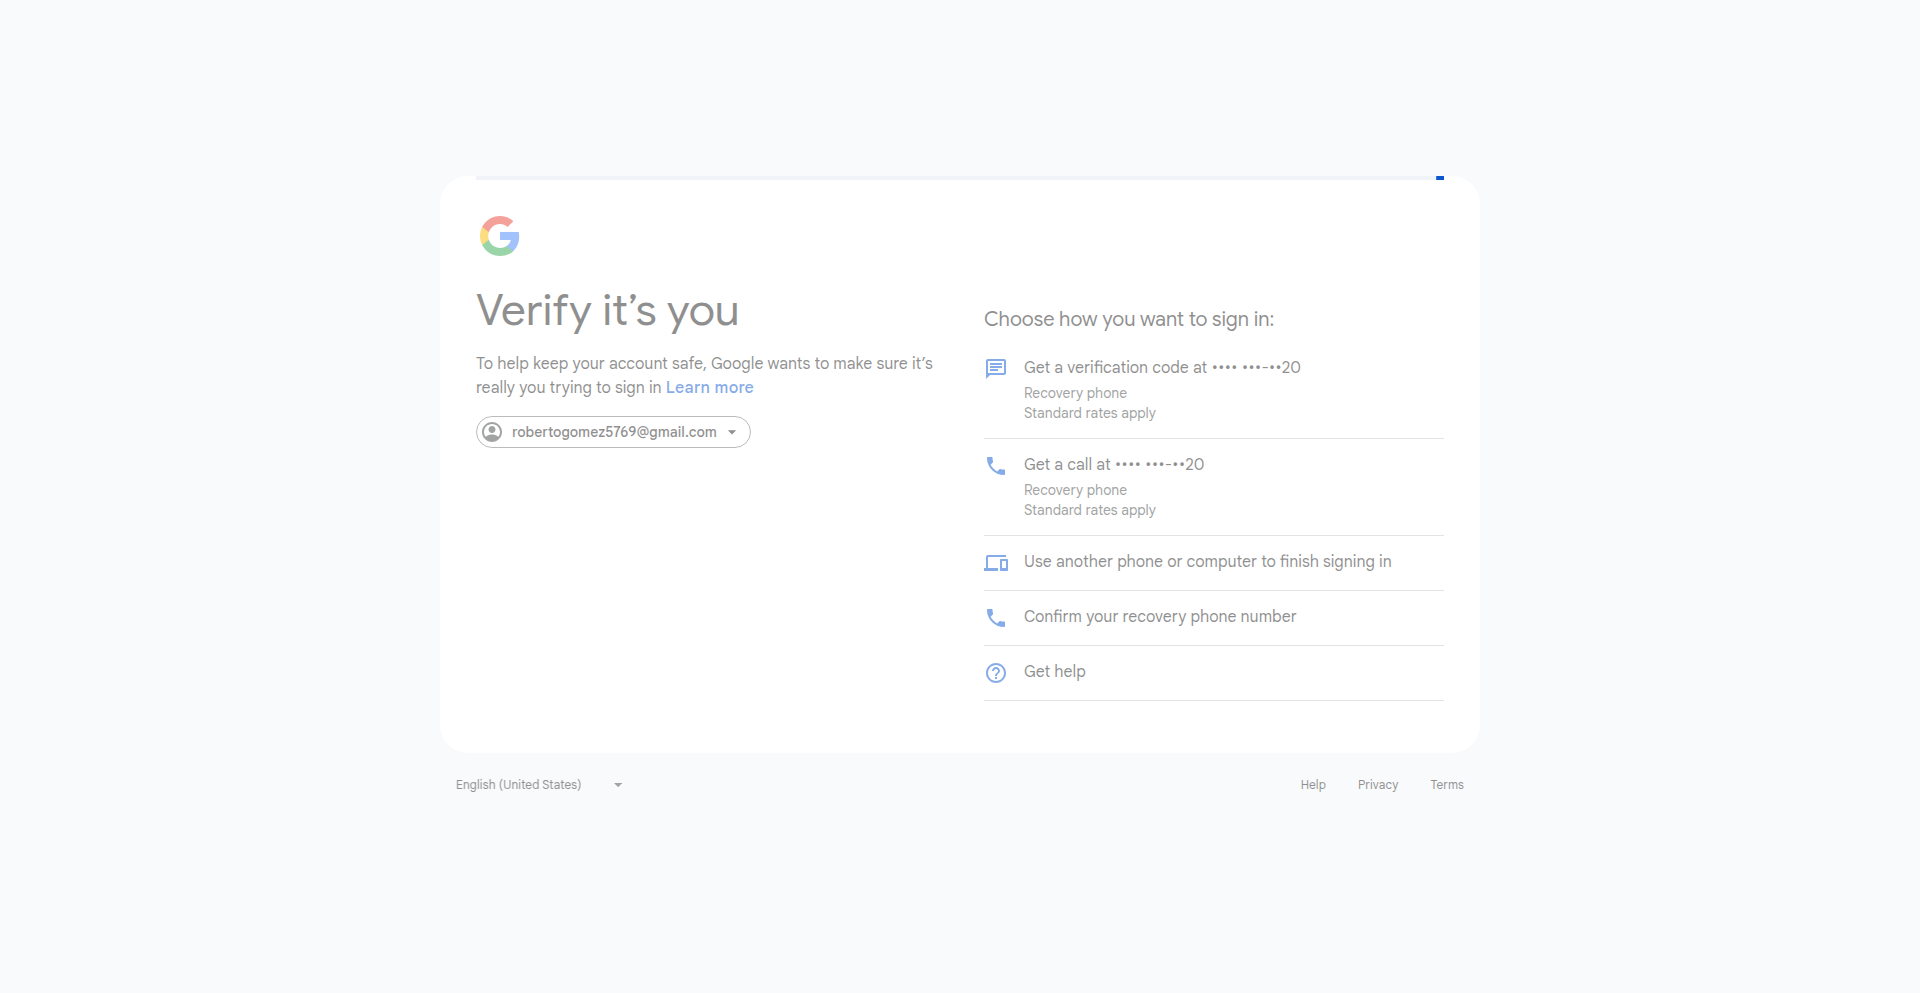 Verify it’s you
To help keep your account safe, Google wants to make sure it’s
really you trying to sign in Learn more
robertogomez5769@gmail.com
Choose how you want to sign in:
Get a verification code at •••• •••-••20
Recovery phone
Standard rates apply
Get a call at •••• •••-••20
Recovery phone
Standard rates apply
Use another phone or computer to finish signing in
Confirm your recovery phone number
Get help
English (United States)
Help Privacy Terms